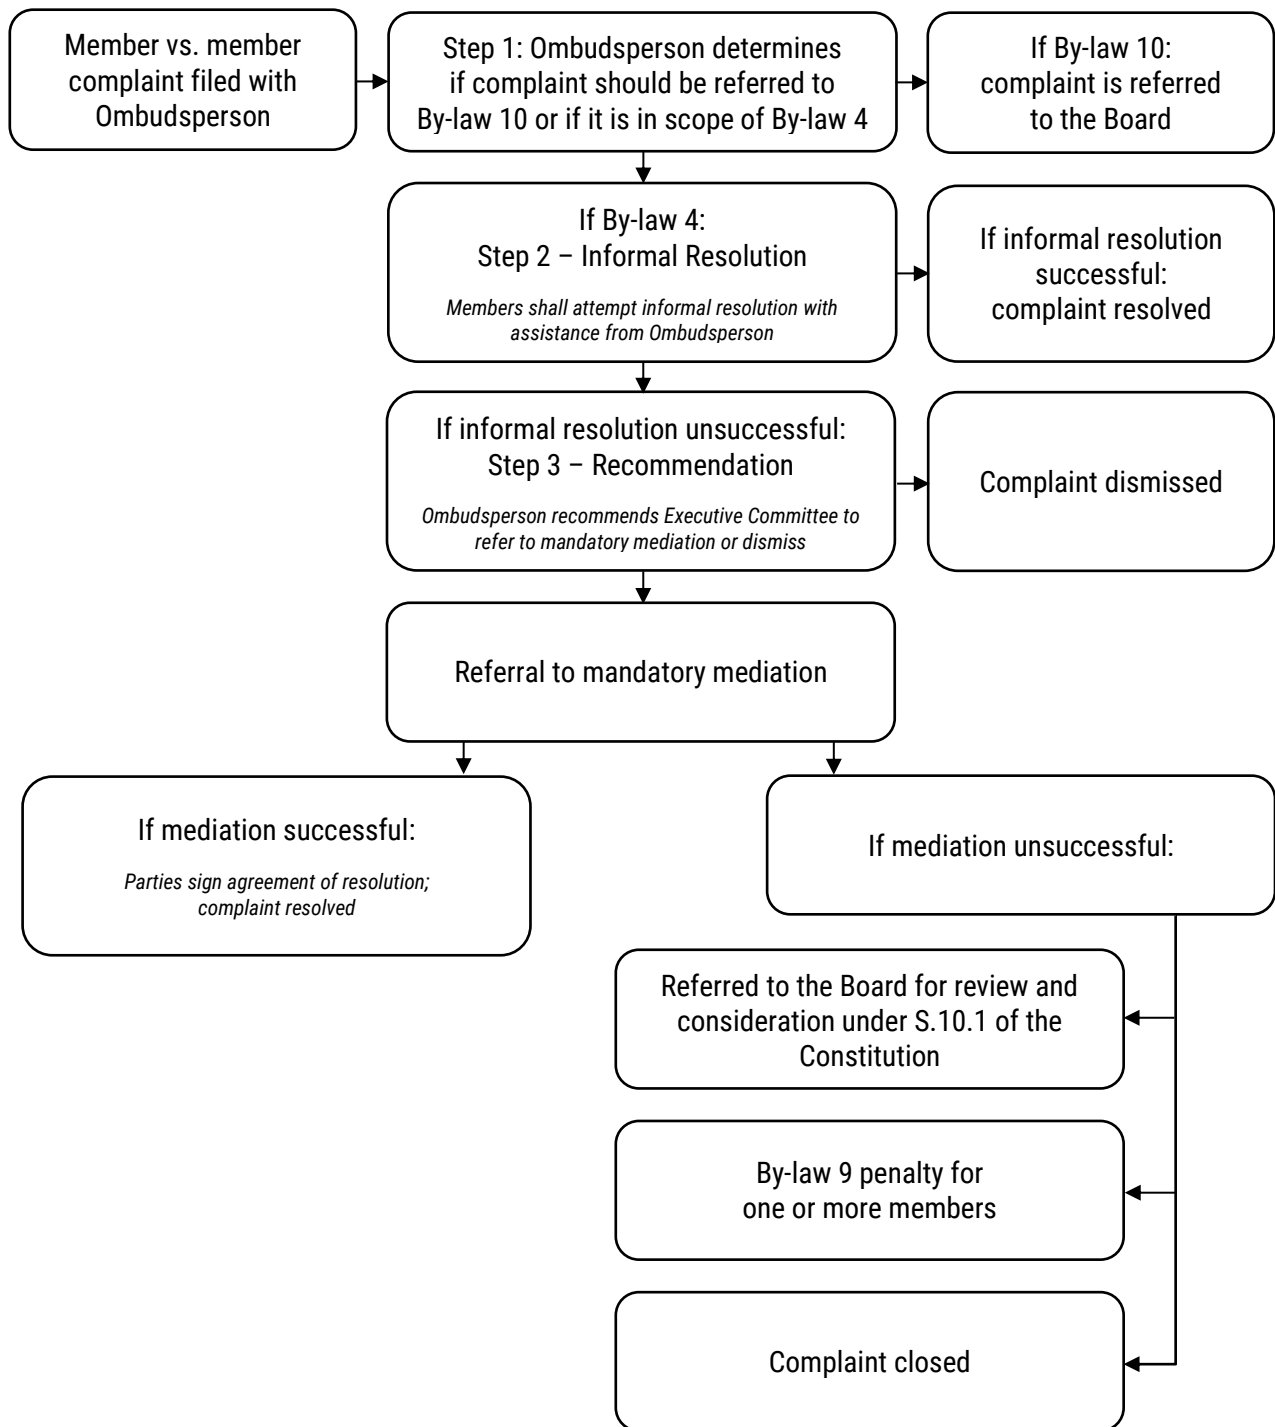 Member vs. member
complaint filed with
Ombudsperson
Step 1: Ombudsperson determines
if complaint should be referred to
By-law 10 or if it is in scope of By-law 4
If By-law 10:
complaint is referred
to the Board
If By-law 4:
Step 2 – Informal Resolution
Members shall attempt informal resolution with
assistance from Ombudsperson
If informal resolution
successful:
complaint resolved
If informal resolution unsuccessful:
Step 3 – Recommendation
Ombudsperson recommends Executive Committee to
refer to mandatory mediation or dismiss
Complaint dismissed
Referral to mandatory mediation
If mediation successful:
Parties sign agreement of resolution;
complaint resolved
If mediation unsuccessful:
Referred to the Board for review and
consideration under S.10.1 of the
Constitution
By-law 9 penalty for
one or more members
Complaint closed